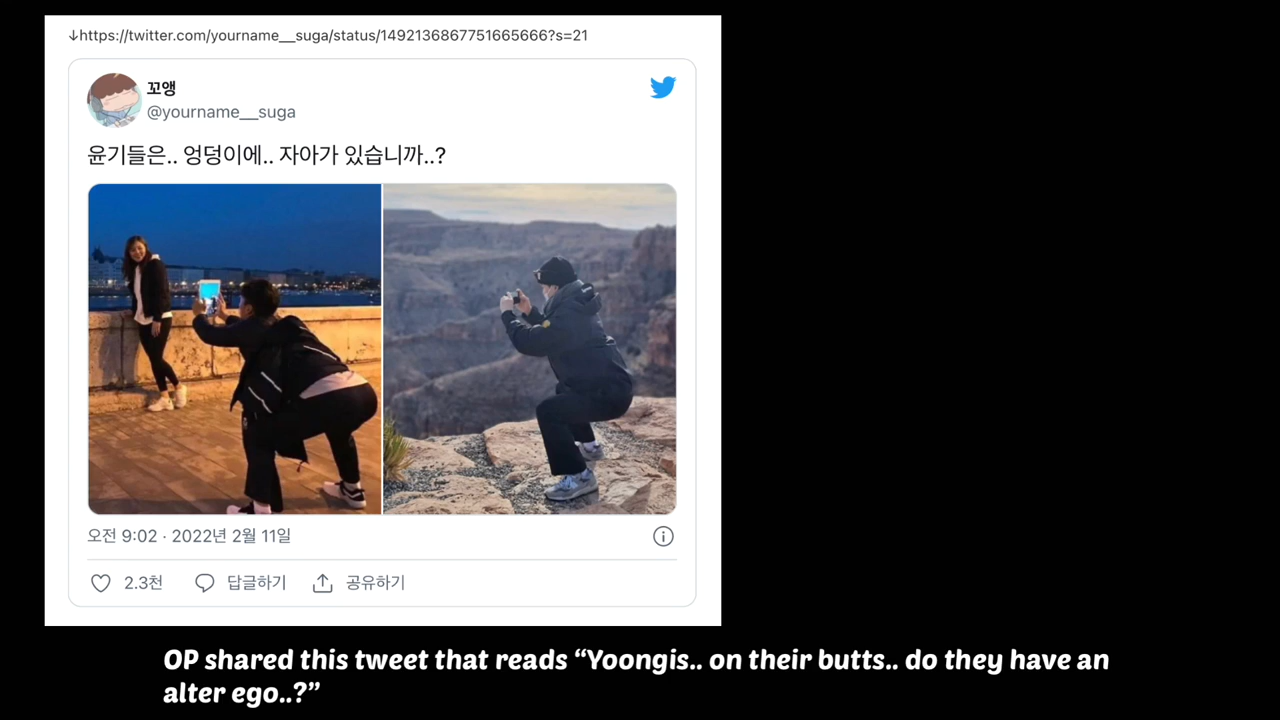 ↓https://twitter.com/yourname__suga/status/1492136867751665666?s=21
꼬앵
@yourname__suga
윤기들은.. 엉덩이에.. 자아가 있습니까..?
오전 9:02 · 2022년 2월 11일
2.3천 답글하기 공유하기
OP shared this tweet that reads “Yoongis.. on their butts.. do they have an
alter ego..?”